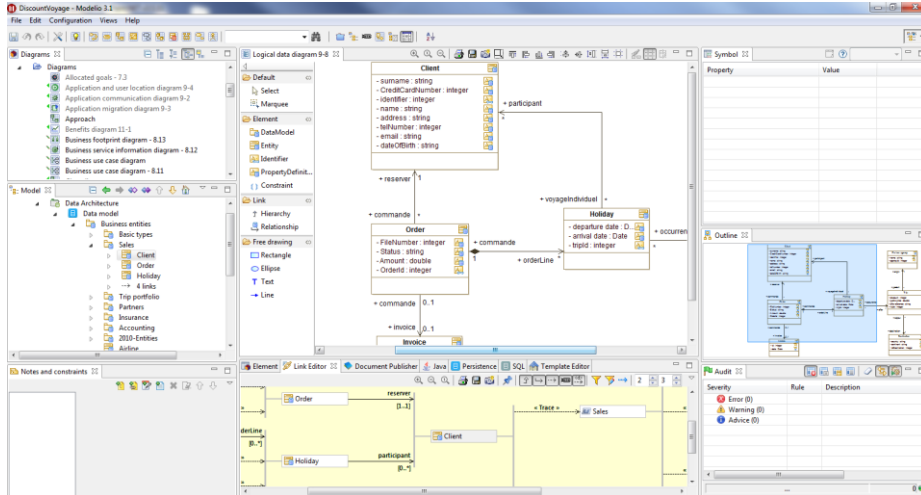 DiscountVoyage - Modelio 3.1
File Edit Configuration Views Help
Diagrams
Diagrams
Allocated goals - 7.3
Application and user location diagram 9-4
Application communication diagram 9-2
Application migration diagram 9-3
Approach
Benefits diagram 11-1
Business footprint diagram - 8.13
Business service information diagram - 8.12
Business use case diagram
Business use case diagram - 8.11
Model
Data Architecture
Data model
Business entities
Basic types
Sales
Client
Order
Holiday
4 links
Trip portfolio
Partners
Insurance
Accounting
2010-Entities
Airline
Notes and constraints
Logical data diagram 9-8
Default
Select
Marquee
Element
DataModel
Entity
Identifier
PropertyDefinit...
{} Constraint
Link
Hierarchy
Relationship
Free drawing
Rectangle
Ellipse
T Text
Line
Client
- surname : string
- CreditCardNumber : integer
- identifier : integer
- name : string
- address : string
- telNumber : integer
- email : string
- dateOfBirth : string
+ participant
*
+ reserver 1
+ voyageIndividuel *
+ commande *
Order
- FileNumber : integer
- Status : string
- Amount : double
- OrderId : integer
+ commande
1
+ orderLine *
Holiday
- departure date : D...
- arrival date : Date
- tripId : integer
+ occurren
*
+ commande 0..1
+ invoice 0..1
Invoice
Element Link Editor Document Publisher Java Persistence SQL Template Editor
2 3
Order
reserver
[1..1]
derLine
[0..*]
Holiday
participant
[0..*]
Client
« Trace »
Sales
Symbol
Property Value
Outline
Audit
Severity Rule Description
Error (0)
Warning (0)
Advice (0)